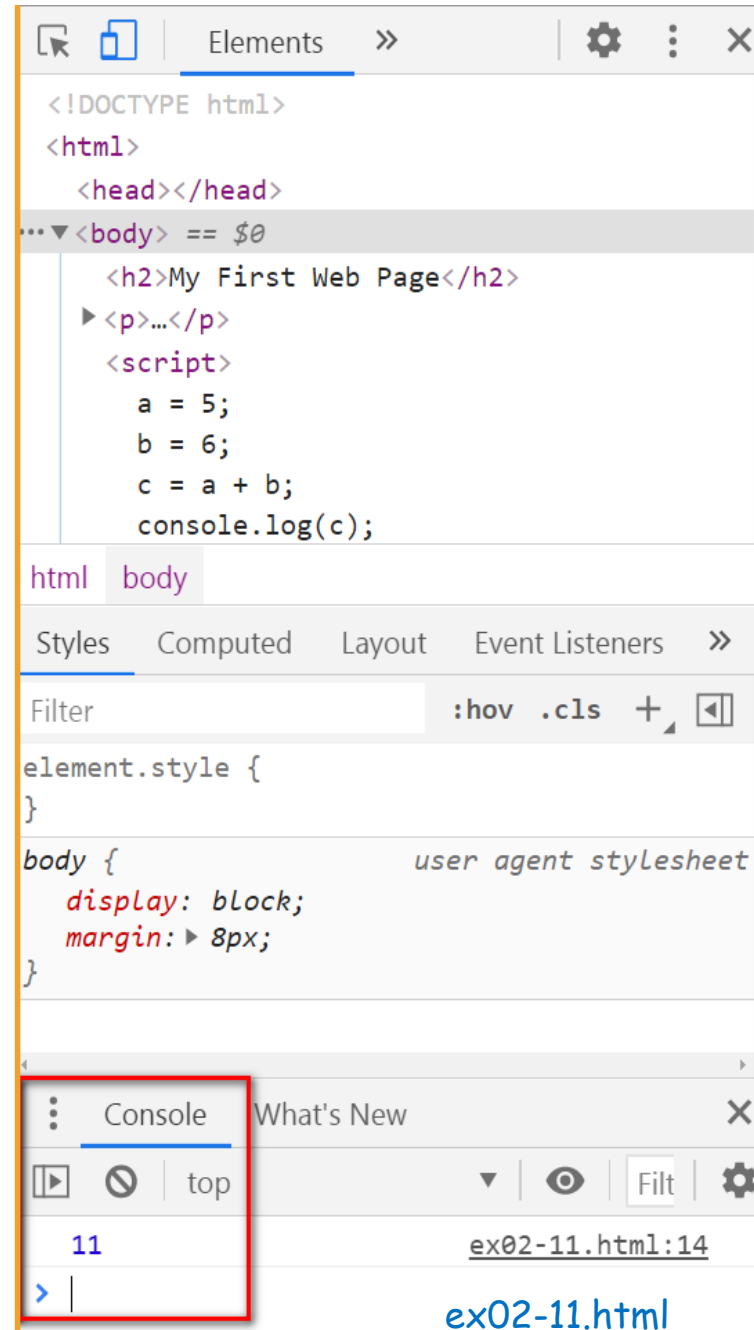 Elements »
<!DOCTYPE html>
<html>
<head></head>
··· ▼ <body> == $0
<h2>My First Web Page</h2>
▶ <p>…</p>
<script>
a = 5;
b = 6;
c = a + b;
console.log(c);
html body
Styles Computed Layout Event Listeners »
Filter :hov .cls +
element.style {
}
body { user agent stylesheet
display: block;
margin: ▶ 8px;
}
Console What's New
top ▼ Filt
11 ex02-11.html:14
>
ex02-11.html